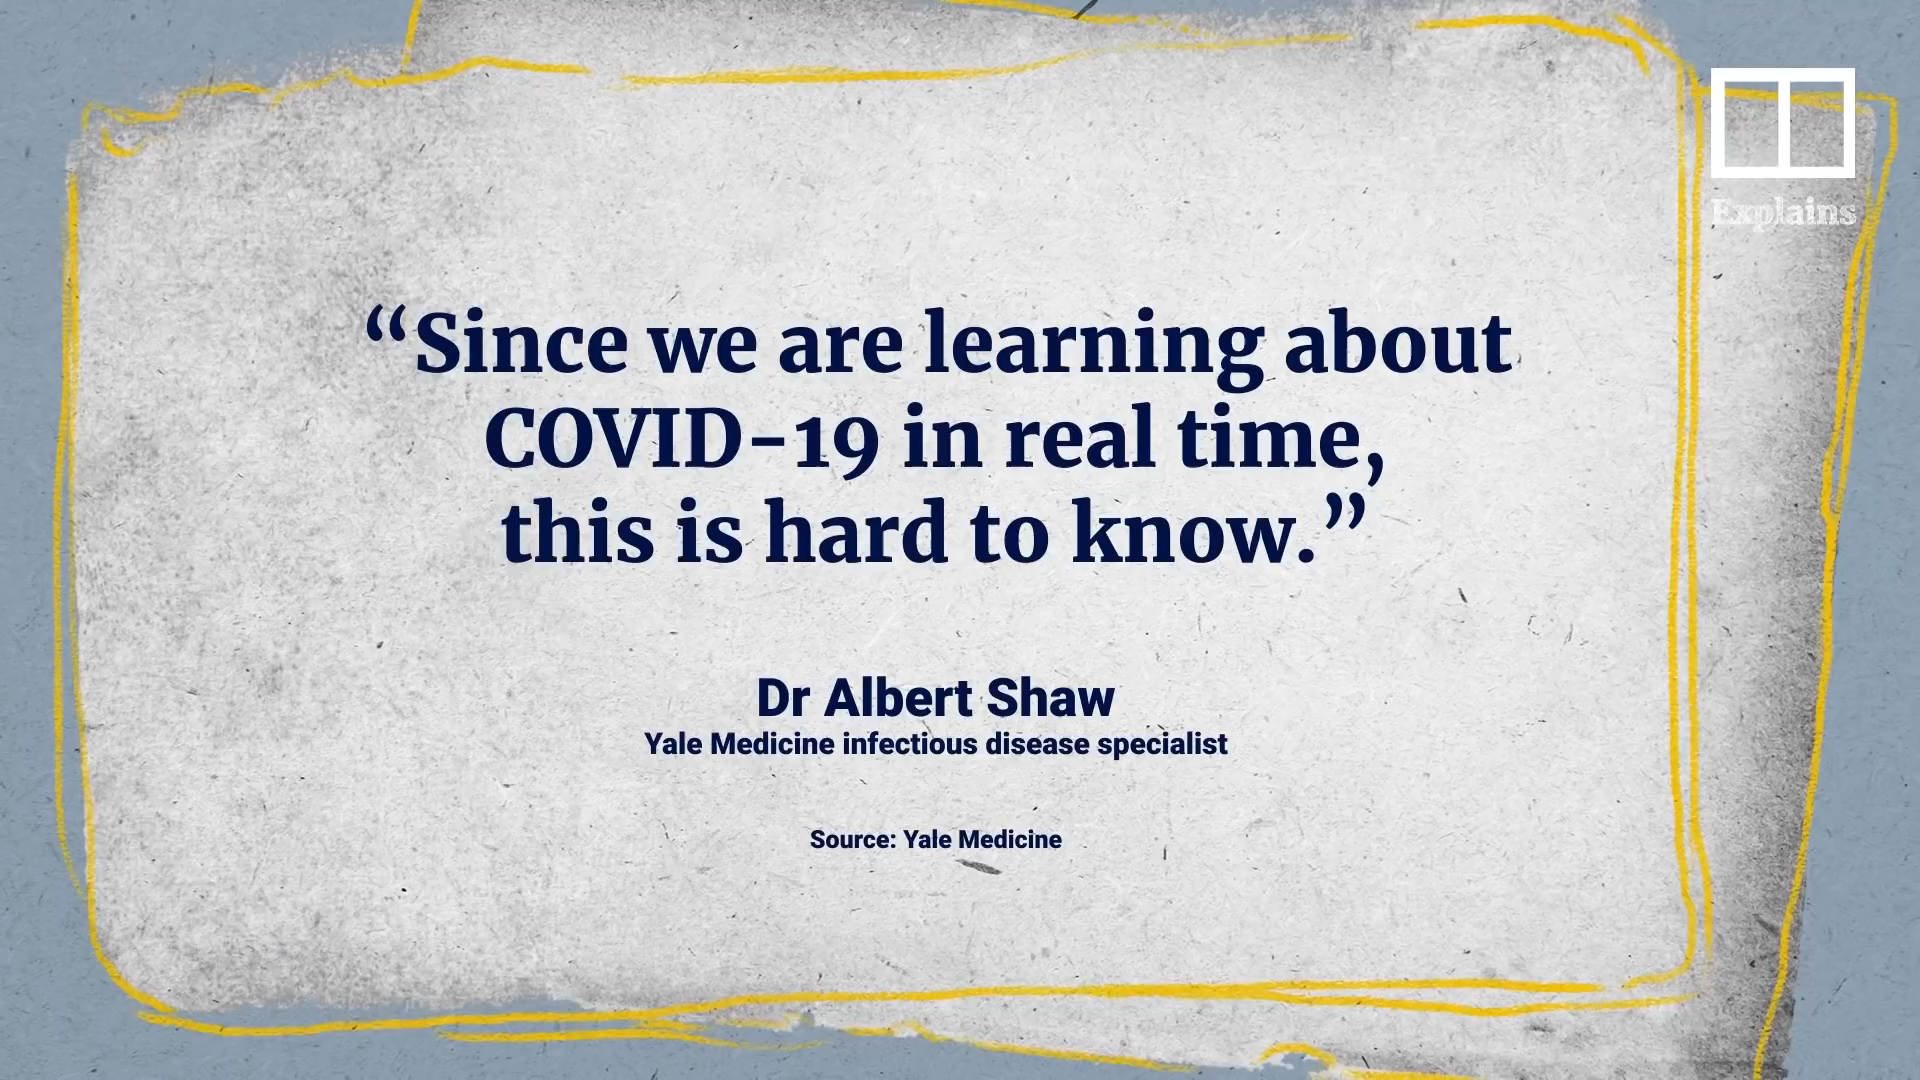 Explains
“Since we are learning about
COVID-19 in real time,
this is hard to know.”
Dr Albert Shaw
Yale Medicine infectious disease specialist
Source: Yale Medicine